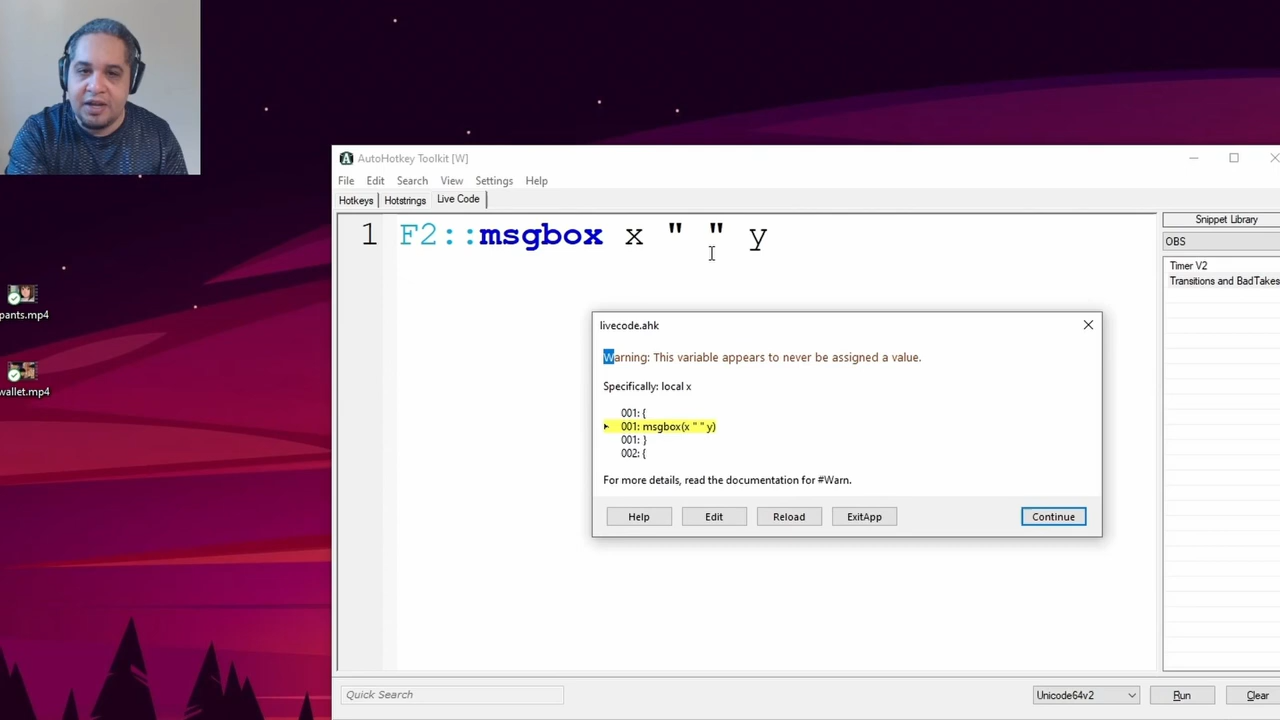 AutoHotkey Toolkit [W]
File Edit Search View Settings Help
Hotkeys Hotstrings Live Code
Snippet Library
OBS
Timer V2
Transitions and BadTakes
1 F2::msgbox x " " y
livecode.ahk
Warning: This variable appears to never be assigned a value.
Specifically: local x
001: {
001: msgbox(x " " y)
001: }
002: {
For more details, read the documentation for #Warn.
Help Edit Reload ExitApp Continue
pants.mp4
wallet.mp4
Quick Search
Unicode64v2 Run Clear